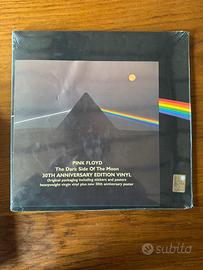 PINK FLOYD
The Dark Side Of The Moon
30TH ANNIVERSARY EDITION VINYL
Original packaging including stickers and posters
heavyweight virgin vinyl plus new 30th anniversary poster
subito